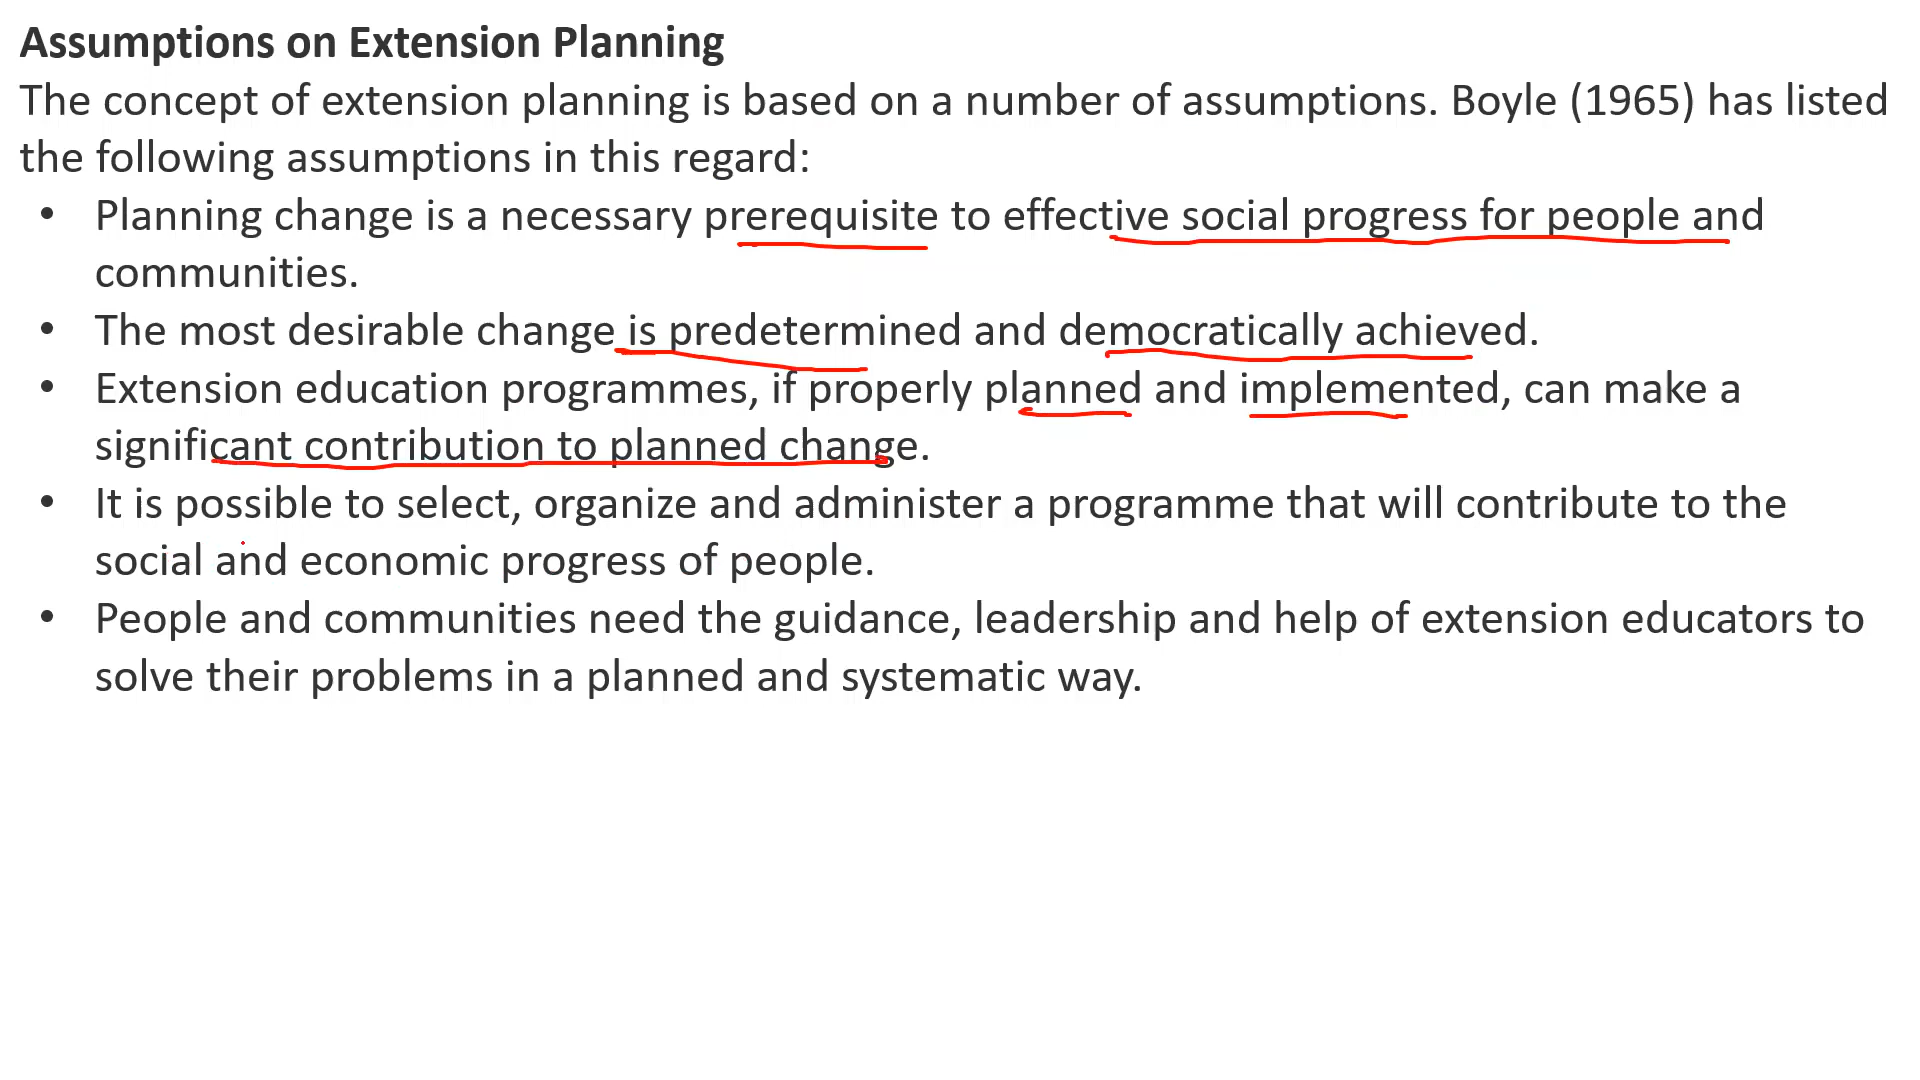 Assumptions on Extension Planning
The concept of extension planning is based on a number of assumptions. Boyle (1965) has listed
the following assumptions in this regard:
• Planning change is a necessary prerequisite to effective social progress for people and
communities.
• The most desirable change is predetermined and democratically achieved.
• Extension education programmes, if properly planned and implemented, can make a
significant contribution to planned change.
• It is possible to select, organize and administer a programme that will contribute to the
social and economic progress of people.
• People and communities need the guidance, leadership and help of extension educators to
solve their problems in a planned and systematic way.